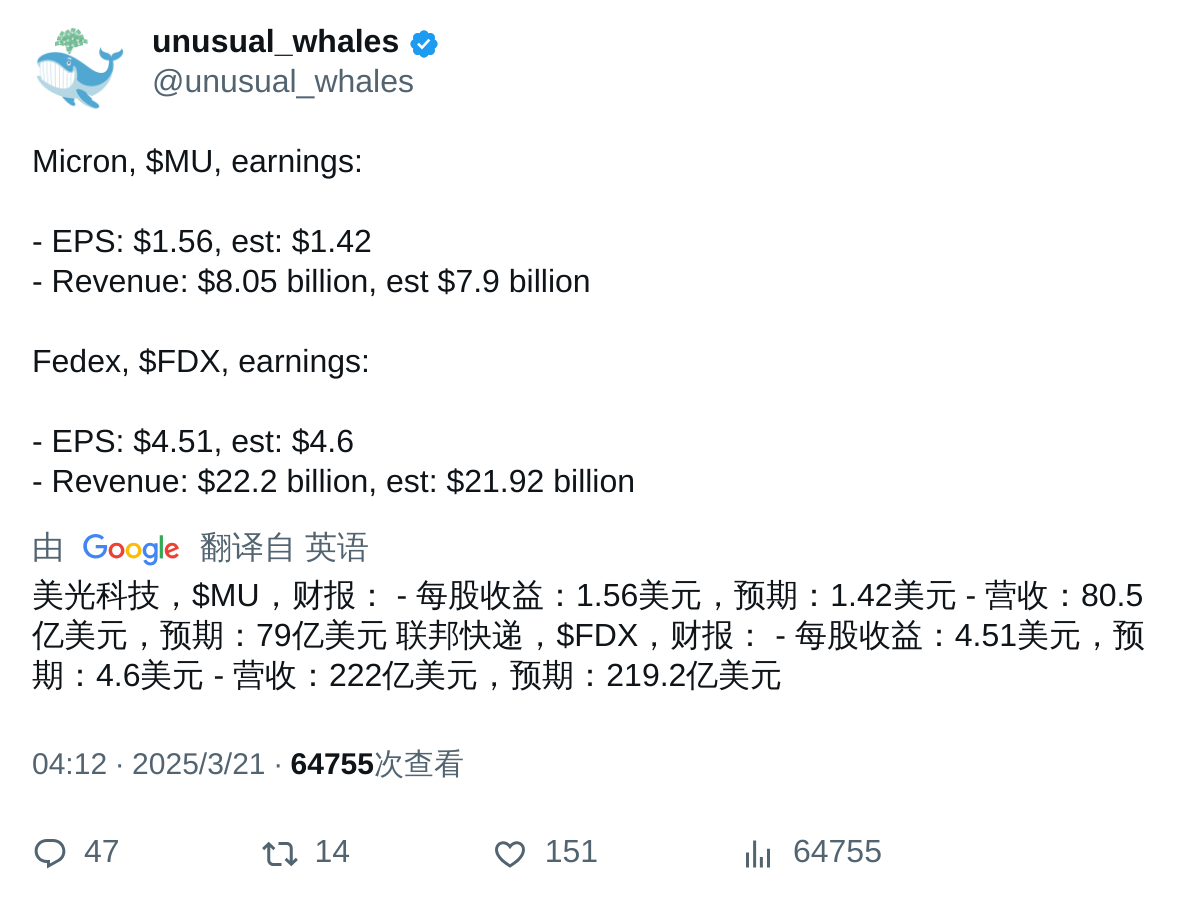 unusual_whales
@unusual_whales
Micron, $MU, earnings:
- EPS: $1.56, est: $1.42
- Revenue: $8.05 billion, est $7.9 billion
Fedex, $FDX, earnings:
- EPS: $4.51, est: $4.6
- Revenue: $22.2 billion, est: $21.92 billion
由 Google 翻译自 英语
美光科技，$MU，财报： - 每股收益：1.56美元，预期：1.42美元 - 营收：80.5
亿美元，预期：79亿美元 联邦快递，$FDX，财报： - 每股收益：4.51美元，预
期：4.6美元 - 营收：222亿美元，预期：219.2亿美元
04:12 · 2025/3/21 · 64755次查看
47 14 151 64755